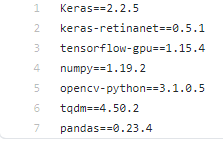 1 Keras==2.2.5
2 keras-retinanet==0.5.1
3 tensorflow-gpu==1.15.4
4 numpy==1.19.2
5 opencv-python==3.1.0.5
6 tqdm==4.50.2
7 pandas==0.23.4